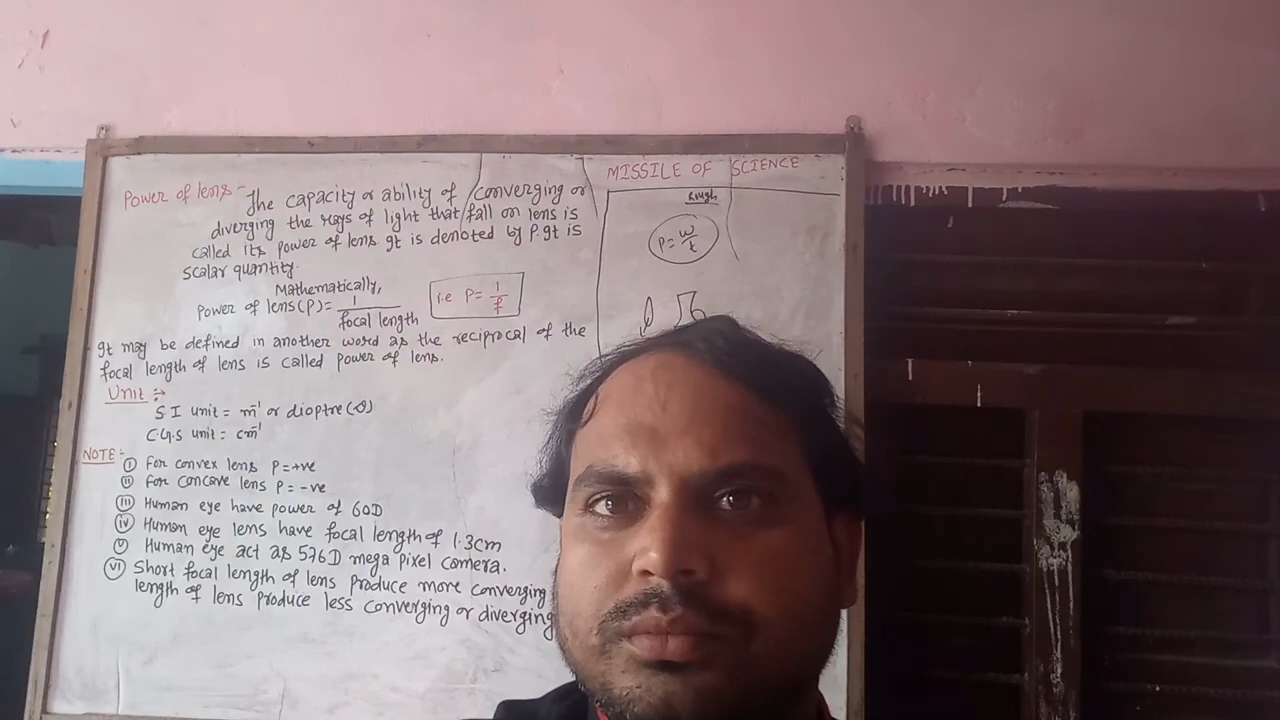 Power of lens:- The capacity or ability of converging or
diverging the rays of light that fall on lens is
called its power of lens. It is denoted by P. It is
scalar quantity.
Mathematically,
Power of lens(P)= 1/focal length
i.e P= 1/f
It may be defined in another word as the reciprocal of the
focal length of lens is called power of lens.
Unit :-
S.I unit = m⁻¹ or dioptre(D)
C.G.S unit = cm⁻¹
NOTE:-
(i) For convex lens P=+ve
(ii) For concave lens P=-ve
(iii) Human eye have power of 60D
(iv) Human eye lens have focal length of 1.3cm
(v) Human eye act as 576D mega pixel camera.
(vi) Short focal length of lens produce more converging
length of lens produce less converging or diverging
MISSILE OF SCIENCE
Rough
P=w/t